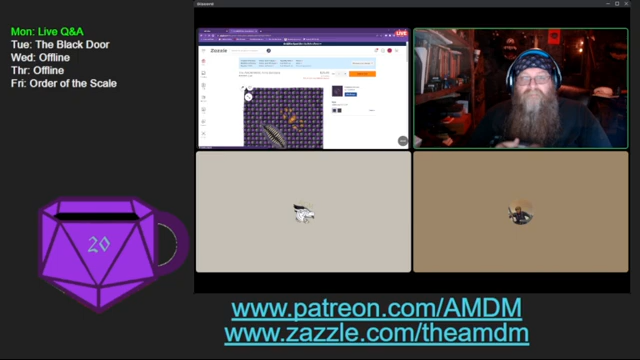 Mon: Live Q&A
Tue: The Black Door
Wed: Offline
Thr: Offline
Fri: Order of the Scale
Zazzle
20
www.patreon.com/AMDM
www.zazzle.com/theamdm